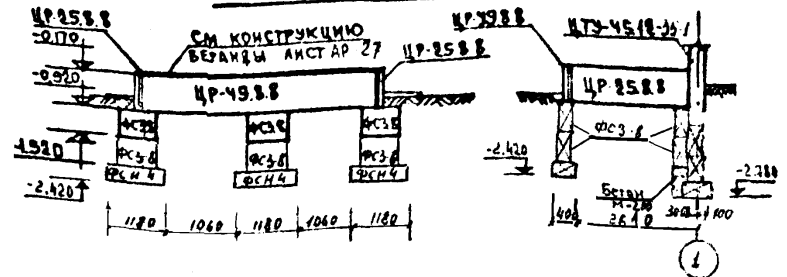 ЦР-25.8.8
-0.170
СМ. КОНСТРУКЦИЮ
ВЕРАНДЫ ЛИСТ АР 27
ЦР-25.8.8
-0.920
ЦР-49.8.8
ФС3-8
ФС3-8
ФС3-8
-1.520
ФС3-8
ФС3-8
ФС3-8
ФСН4
ФСН4
ФСН4
-2.420
1180
1060
1180
1060
1180
ЦР-49.8.8
ЦР-25.8.8
ФС3-8
-2.420
Бетон
М-200
-2.780
400
2610
300
100
1